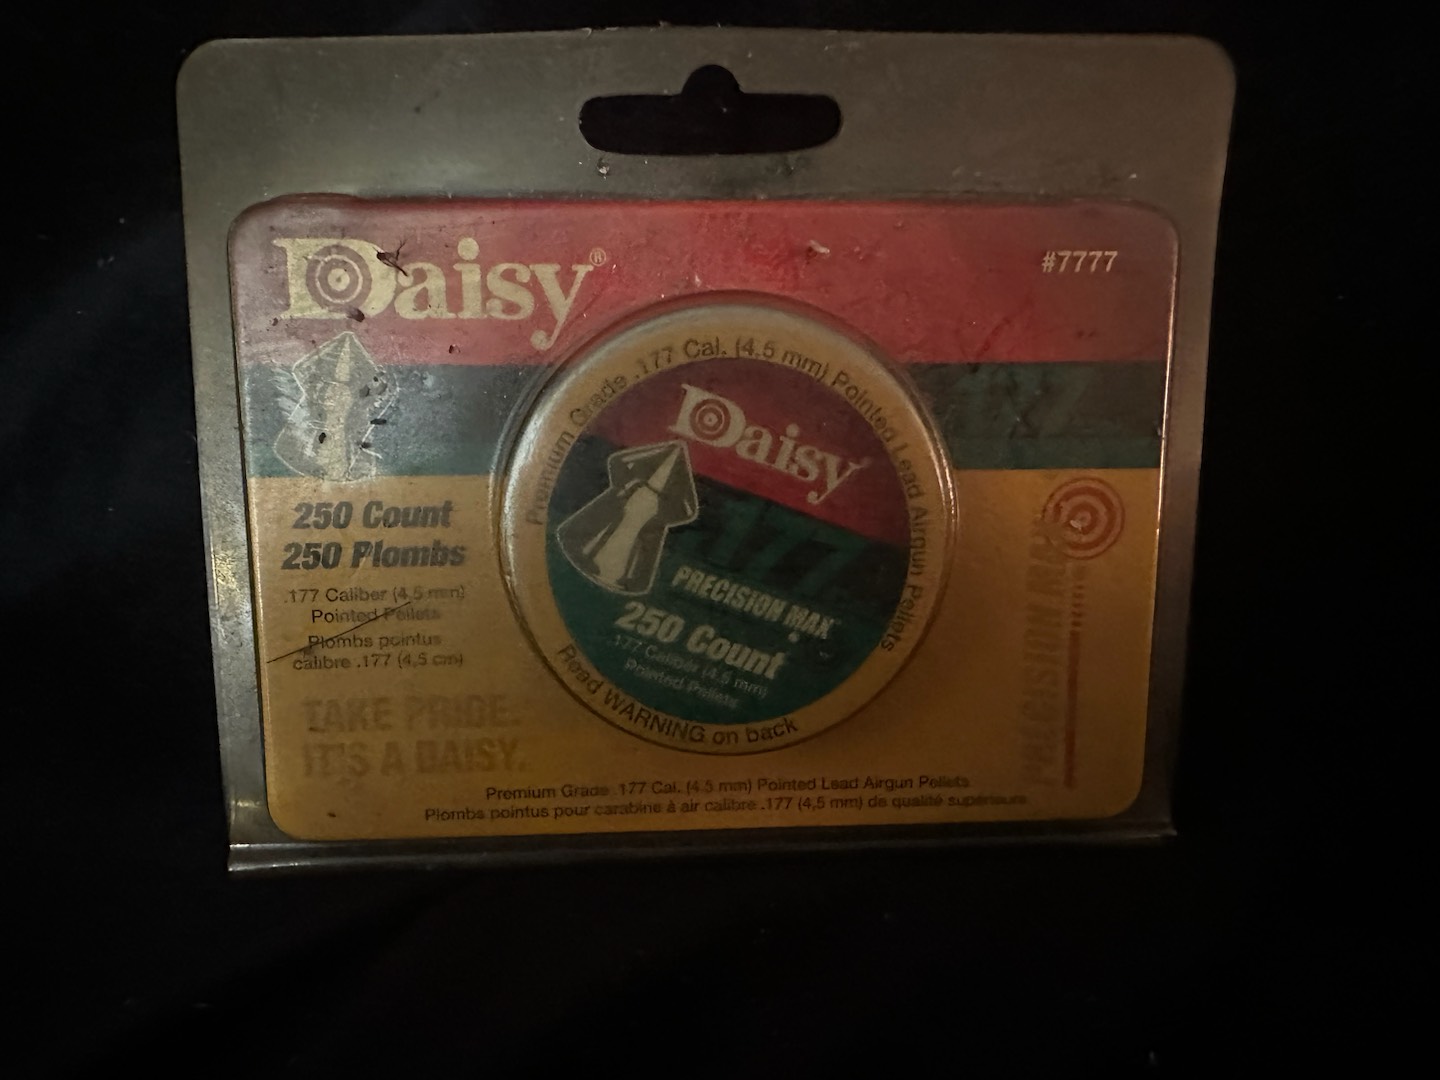 Daisy®
#7777
250 Count
250 Plombs
.177 Caliber (4.5 mm)
Pointed Pellets
Plombs pointus
calibre .177 (4,5 cm)
TAKE PRIDE.
IT'S A DAISY.
Premium Grade .177 Cal. (4.5 mm) Pointed Lead Airgun Pellets
Daisy
.177
PRECISION MAX™
250 Count
.177 Caliber (4.5 mm)
Pointed Pellets
Read WARNING on back
PRECISION MAX
Premium Grade .177 Cal. (4.5 mm) Pointed Lead Airgun Pellets
Plombs pointus pour carabine à air calibre .177 (4,5 mm) de qualité supérieure